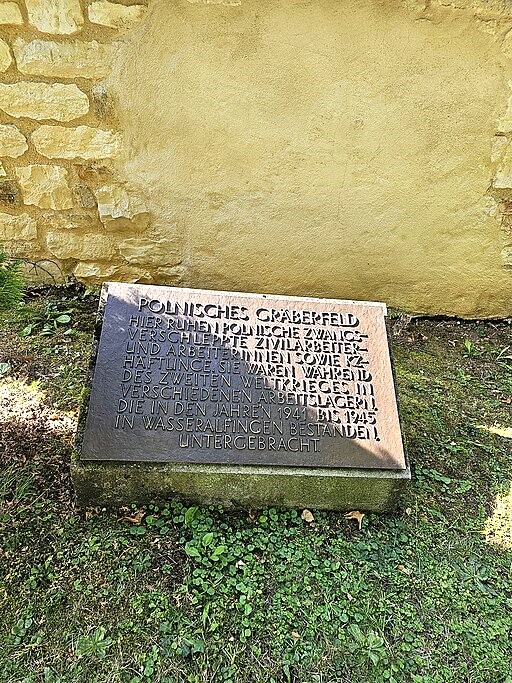 POLNISCHES GRÄBERFELD
HIER RUHEN POLNISCHE ZWANGS-
VERSCHLEPPTE ZIVILARBEITER
UND ARBEITERINNEN SOWIE KZ-
HÄFTLINGE. SIE WAREN WÄHREND
DES ZWEITEN WELTKRIEGES IN
VERSCHIEDENEN ARBEITSLAGERN,
DIE IN DEN JAHREN 1941 BIS 1945
IN WASSERALFINGEN BESTANDEN,
UNTERGEBRACHT.